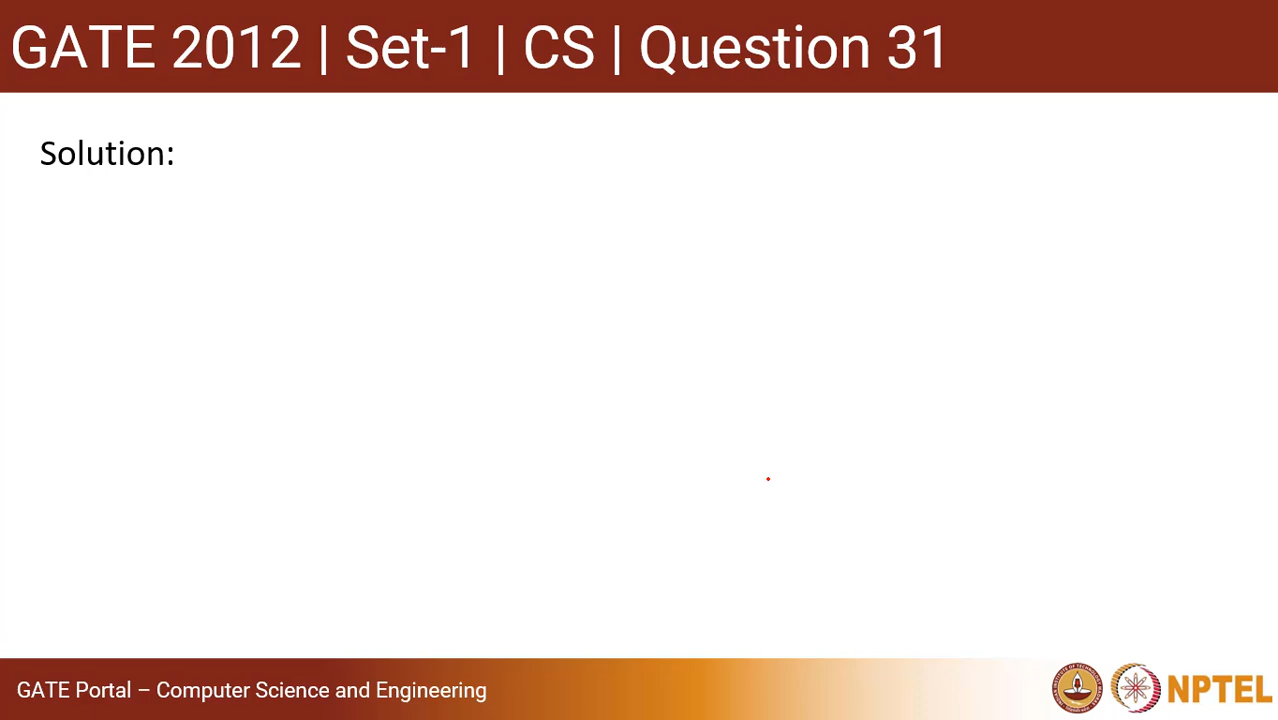 GATE 2012 | Set-1 | CS | Question 31
Solution:
GATE Portal – Computer Science and Engineering
NPTEL